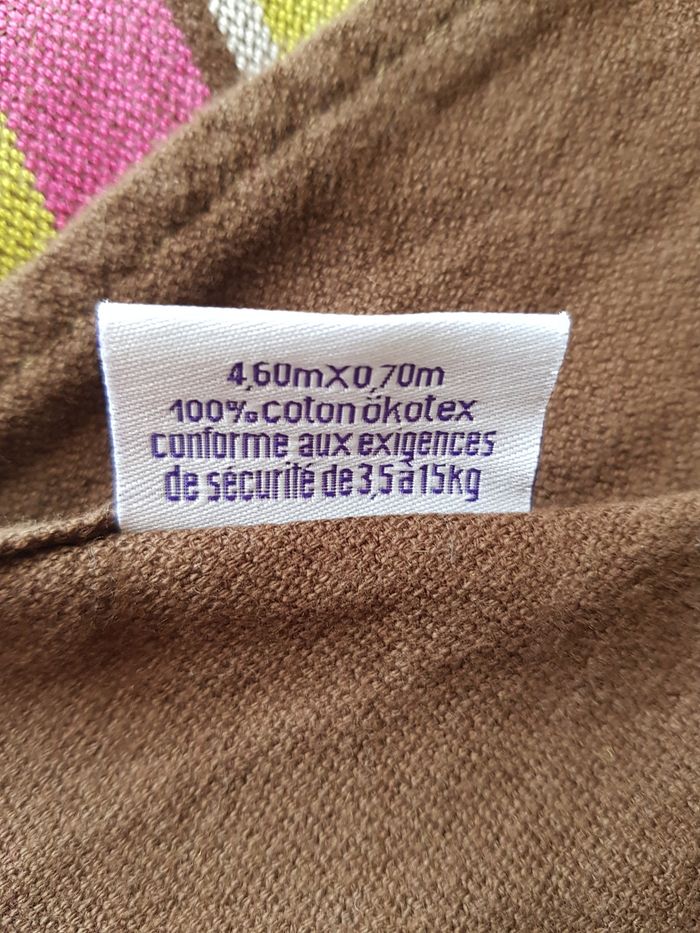 4,60mX0,70m
100% coton ökotex
conforme aux exigences
de sécurité de 3,5 à 15kg